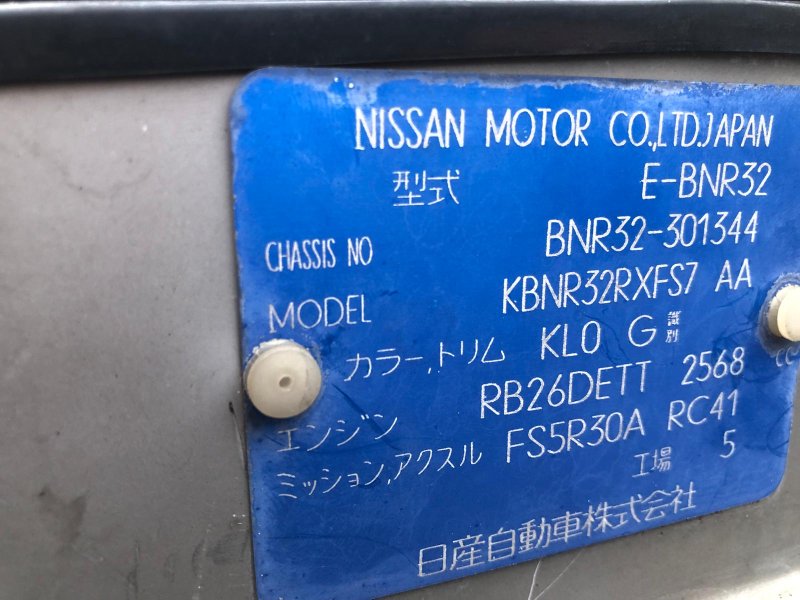 NISSAN MOTOR CO.,LTD.JAPAN
型式 E-BNR32
CHASSIS NO BNR32-301344
MODEL KBNR32RXFS7 AA
カラー,トリム KL0 G 識別
エンジン RB26DETT 2568 cc
ミッション,アクスル FS5R30A RC41
工場 5
日産自動車株式会社